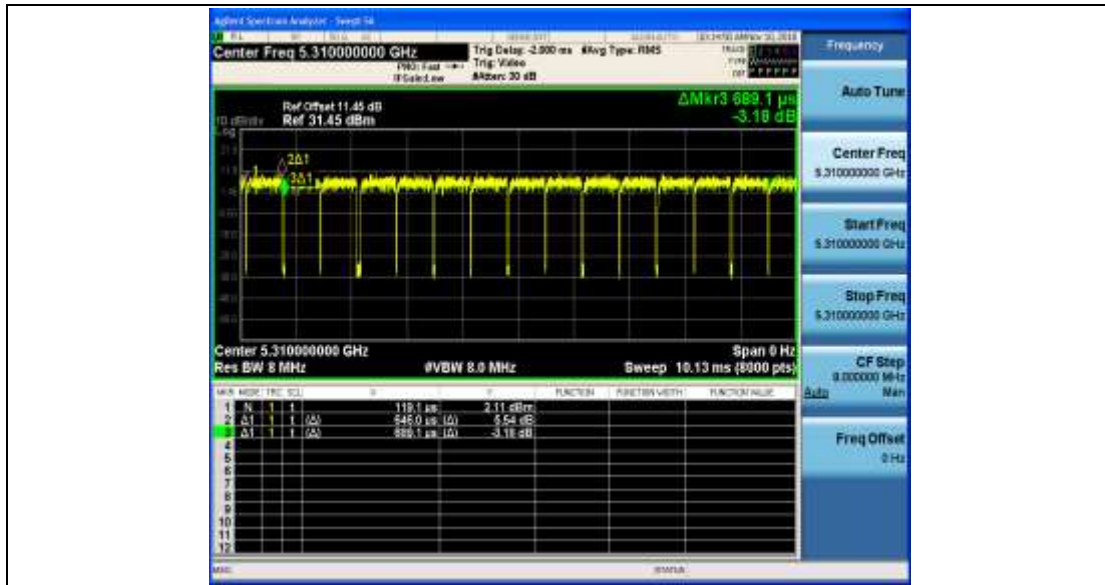 Agilent Spectrum Analyzer - Swept SA
Center Freq 5.310000000 GHz
PNO: Fast
IFGain:Low
Trig Delay: -2.000 ms
Trig: Video
#Atten: 30 dB
#Avg Type: RMS
Ref Offset 11.45 dB
Ref 31.45 dBm
10 dB/div
Log
ΔMkr3 689.1 µs
-3.18 dB
1
2Δ1
3Δ1
Center 5.310000000 GHz
Span 0 Hz
Res BW 8 MHz
#VBW 8.0 MHz
Sweep 10.13 ms (8000 pts)
MKR MODE TRC SCL X Y FUNCTION FUNCTION WIDTH FUNCTION VALUE
1 N 1 t 119.1 µs 2.11 dBm
2 Δ1 1 t (Δ) 646.0 µs (Δ) 5.54 dB
3 Δ1 1 t (Δ) 689.1 µs (Δ) -3.18 dB
4
5
6
7
8
9
10
11
12
MSG
STATUS
Frequency
Auto Tune
Center Freq
5.310000000 GHz
Start Freq
5.310000000 GHz
Stop Freq
5.310000000 GHz
CF Step
8.000000 MHz
Auto Man
Freq Offset
0 Hz